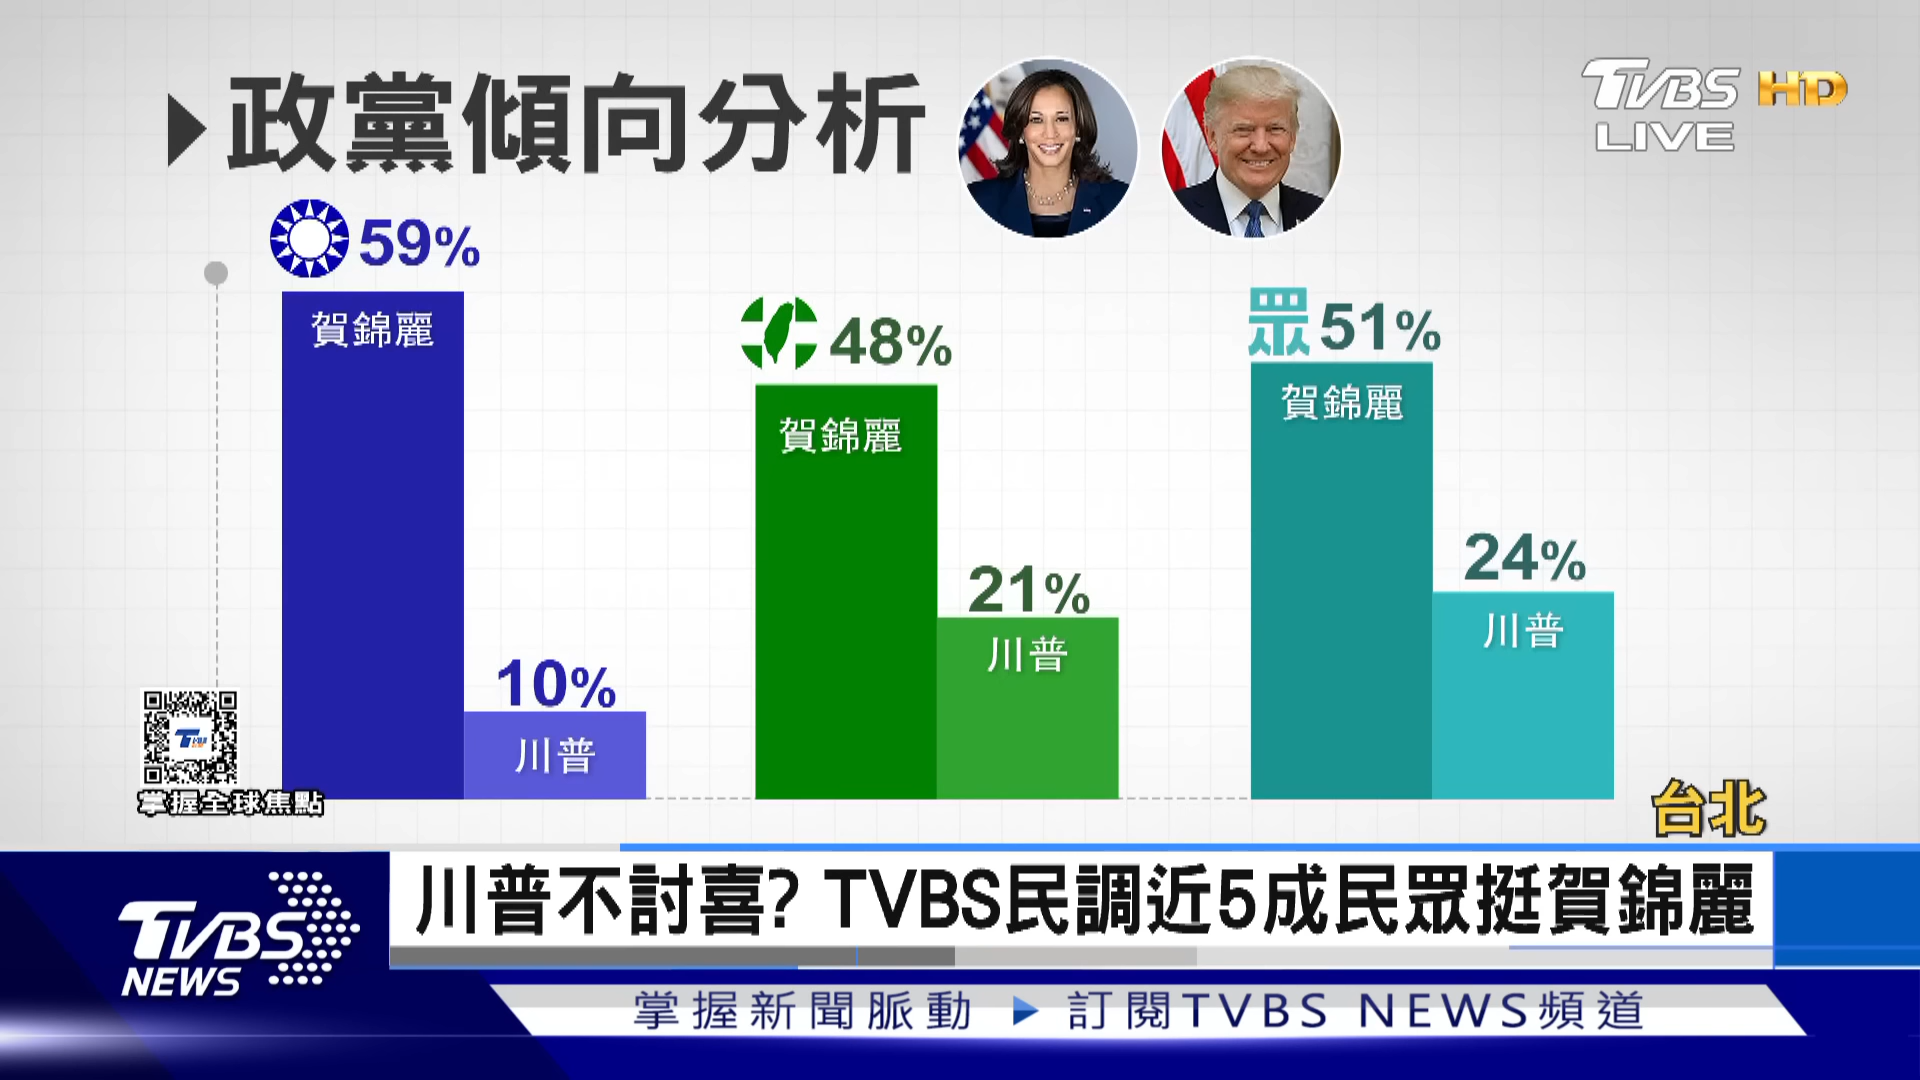 政黨傾向分析
TVBS HD
LIVE
59%
賀錦麗
10%
川普
48%
賀錦麗
21%
川普
眾 51%
賀錦麗
24%
川普
TVBS
掌握全球焦點
台北
川普不討喜? TVBS民調近5成民眾挺賀錦麗
TVBS
NEWS
掌握新聞脈動 訂閱TVBS NEWS頻道